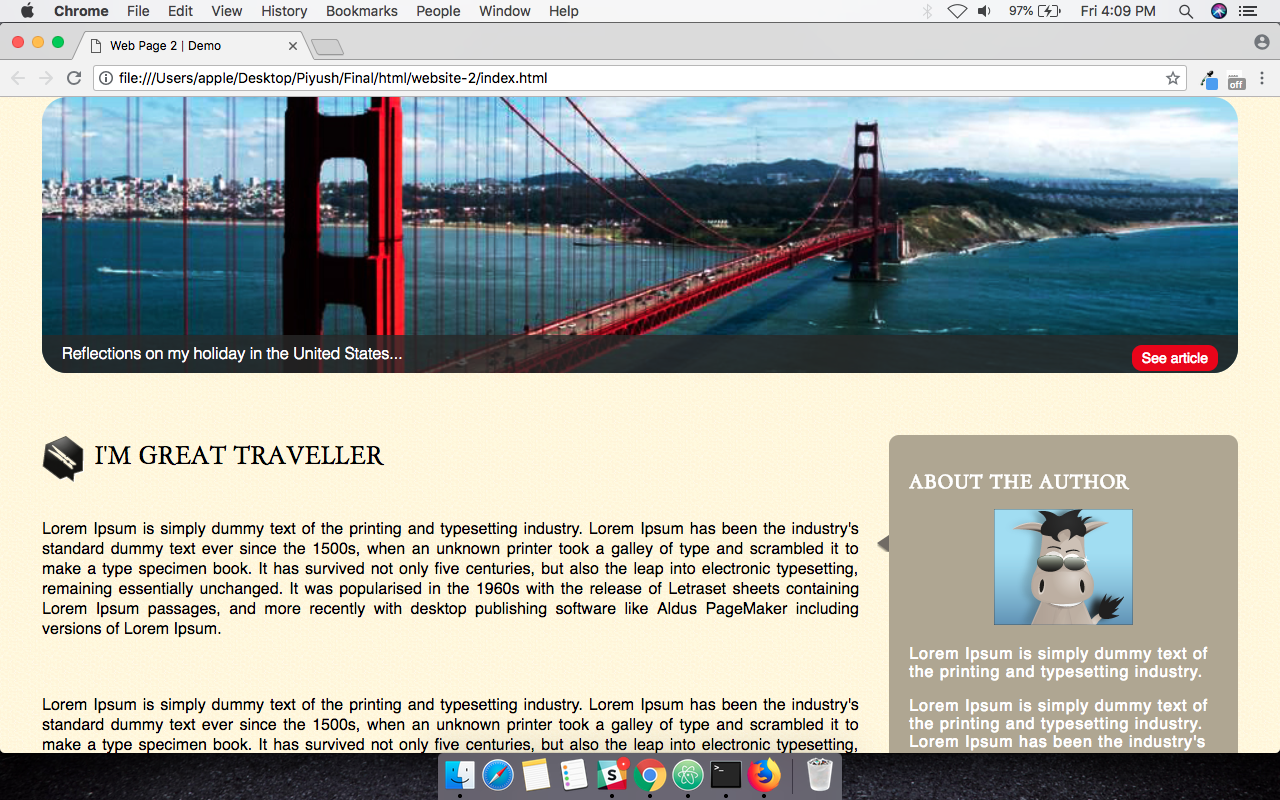 Chrome File Edit View History Bookmarks People Window Help 97% Fri 4:09 PM
Web Page 2 | Demo
file:///Users/apple/Desktop/Piyush/Final/html/website-2/index.html
off
Reflections on my holiday in the United States...
See article
I'M GREAT TRAVELLER
Lorem Ipsum is simply dummy text of the printing and typesetting industry. Lorem Ipsum has been the industry's
standard dummy text ever since the 1500s, when an unknown printer took a galley of type and scrambled it to
make a type specimen book. It has survived not only five centuries, but also the leap into electronic typesetting,
remaining essentially unchanged. It was popularised in the 1960s with the release of Letraset sheets containing
Lorem Ipsum passages, and more recently with desktop publishing software like Aldus PageMaker including
versions of Lorem Ipsum.
Lorem Ipsum is simply dummy text of the printing and typesetting industry. Lorem Ipsum has been the industry's
standard dummy text ever since the 1500s, when an unknown printer took a galley of type and scrambled it to
make a type specimen book. It has survived not only five centuries, but also the leap into electronic typesetting,
ABOUT THE AUTHOR
Lorem Ipsum is simply dummy text of
the printing and typesetting industry.
Lorem Ipsum is simply dummy text of
the printing and typesetting industry.
Lorem Ipsum has been the industry's
S
>_